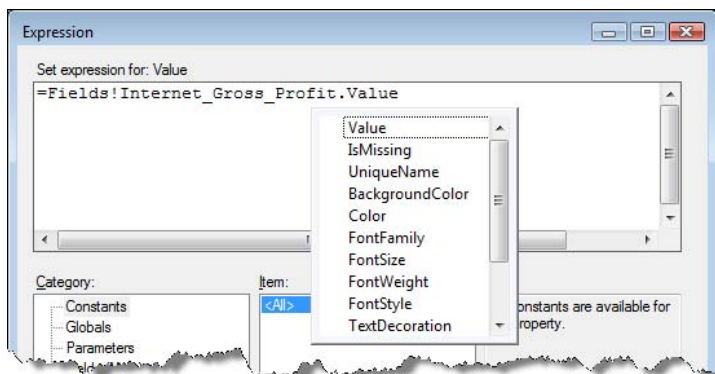 Expression
Set expression for: Value
=Fields!Internet_Gross_Profit.Value
Value
IsMissing
UniqueName
BackgroundColor
Color
FontFamily
FontSize
FontWeight
FontStyle
TextDecoration
Category:
Item:
Constants
Globals
Parameters
<All>
onstants are available for
roperty.